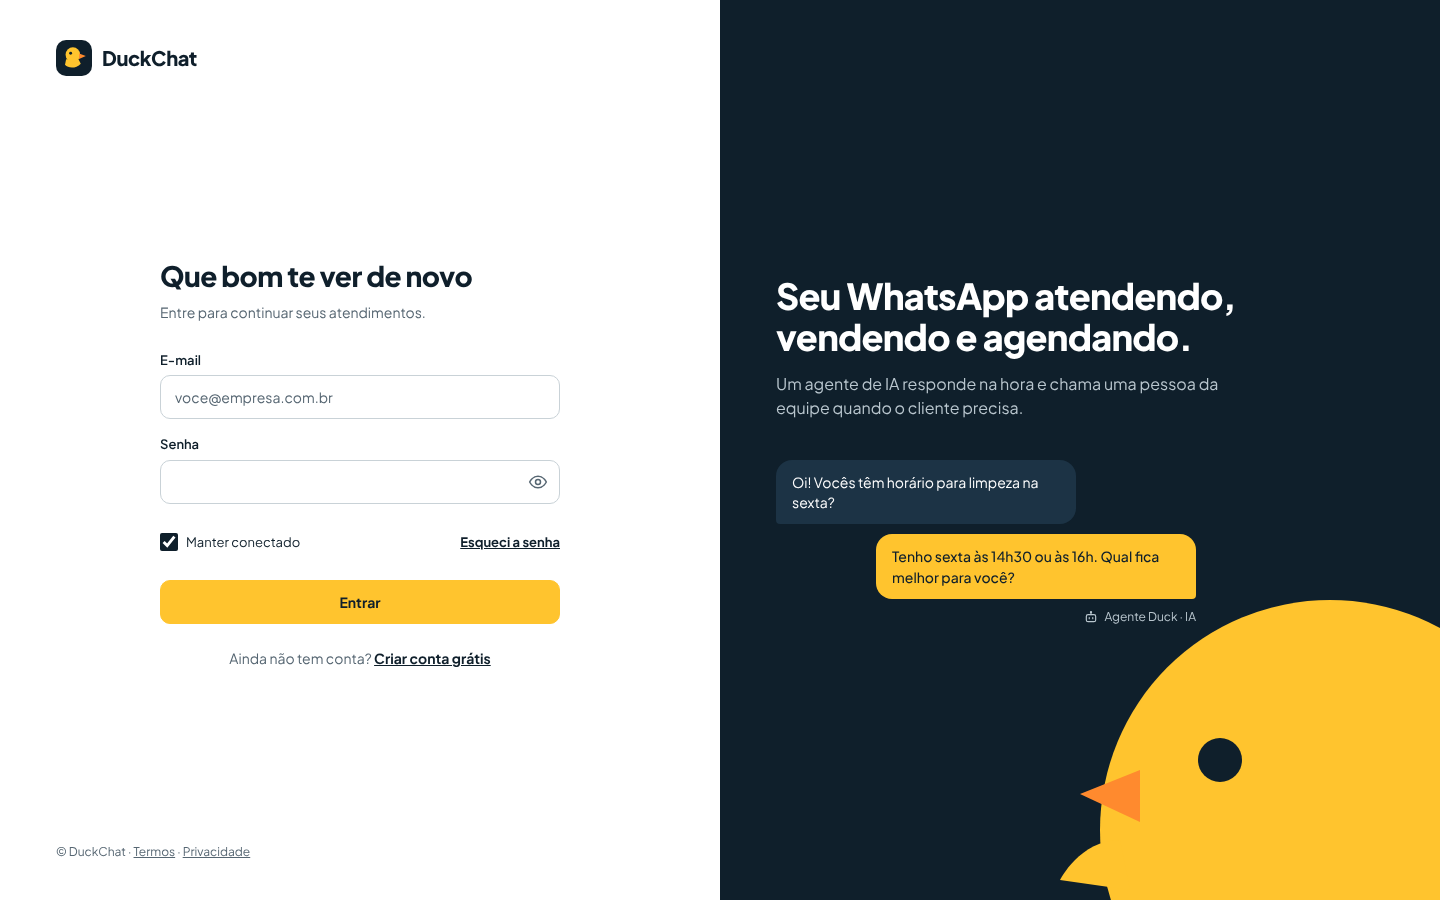 DuckChat
Que bom te ver de novo
Entre para continuar seus atendimentos.
E-mail
voce@empresa.com.br
Senha
Manter conectado
Esqueci a senha
Entrar
Ainda não tem conta? Criar conta grátis
© DuckChat · Termos · Privacidade
Seu WhatsApp atendendo,
vendendo e agendando.
Um agente de IA responde na hora e chama uma pessoa da
equipe quando o cliente precisa.
Oi! Vocês têm horário para limpeza na
sexta?
Tenho sexta às 14h30 ou às 16h. Qual fica
melhor para você?
Agente Duck · IA